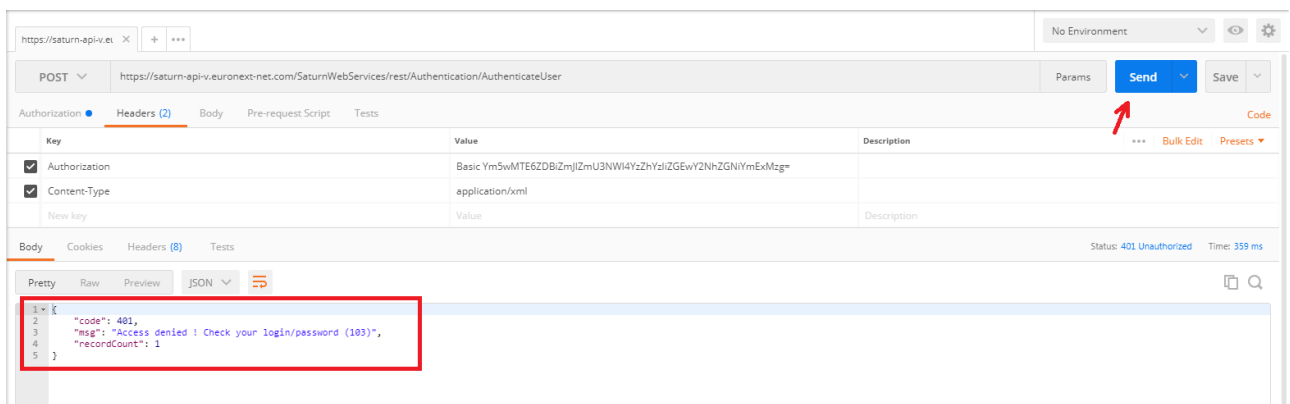 https://saturn-api-v.eu
No Environment
POST https://saturn-api-v.euronext-net.com/SaturnWebServices/rest/Authentication/AuthenticateUser Params Send Save
Authorization Headers (2) Body Pre-request Script Tests Code
Key Value Description Bulk Edit Presets
Authorization Basic Ym5wMTE6ZDBiZmJlZmU3NWI4YzZhYzliZGEwY2NhZGNiYmExMzg=
Content-Type application/xml
New key Value Description
Body Cookies Headers (8) Tests Status: 401 Unauthorized Time: 359 ms
Pretty Raw Preview JSON
1 {
2 "code": 401,
3 "msg": "Access denied ! Check your login/password (103)",
4 "recordCount": 1
5 }